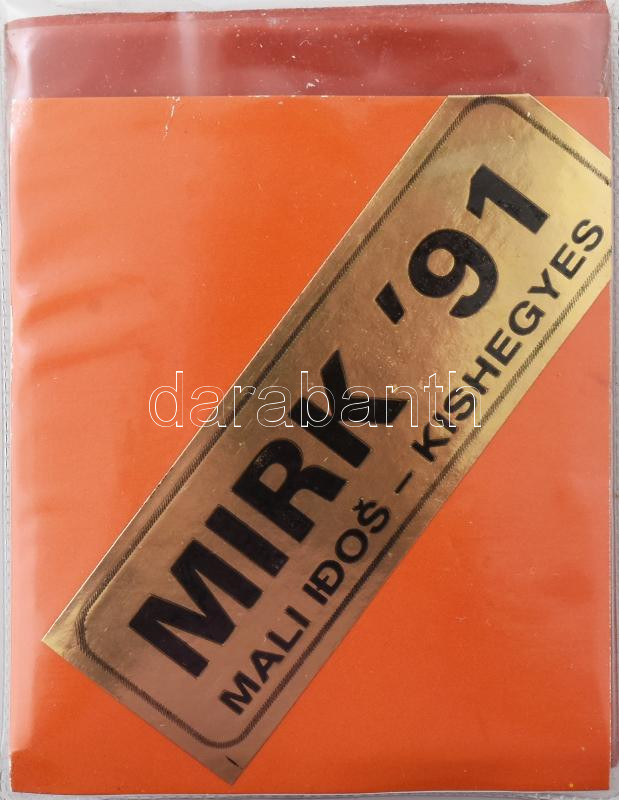 MIRK '91
MALI IĐOŠ – KISHEGYES
darabanth